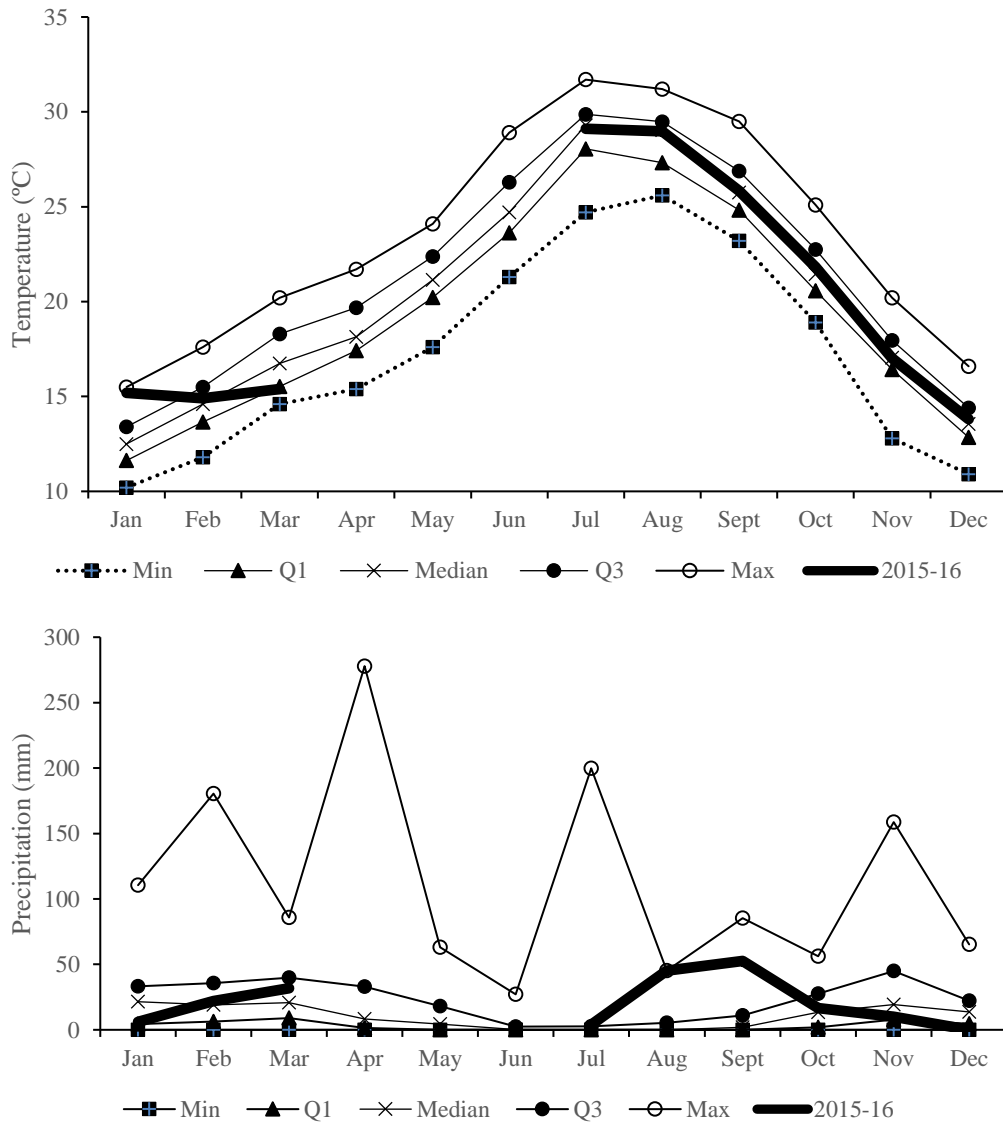 35
30
25
20
15
10
Temperature (ºC)
Jan Feb Mar Apr May Jun Jul Aug Sept Oct Nov Dec
Min Q1 Median Q3 Max 2015-16
300
250
200
150
100
50
0
Precipitation (mm)
Jan Feb Mar Apr May Jun Jul Aug Sept Oct Nov Dec
Min Q1 Median Q3 Max 2015-16